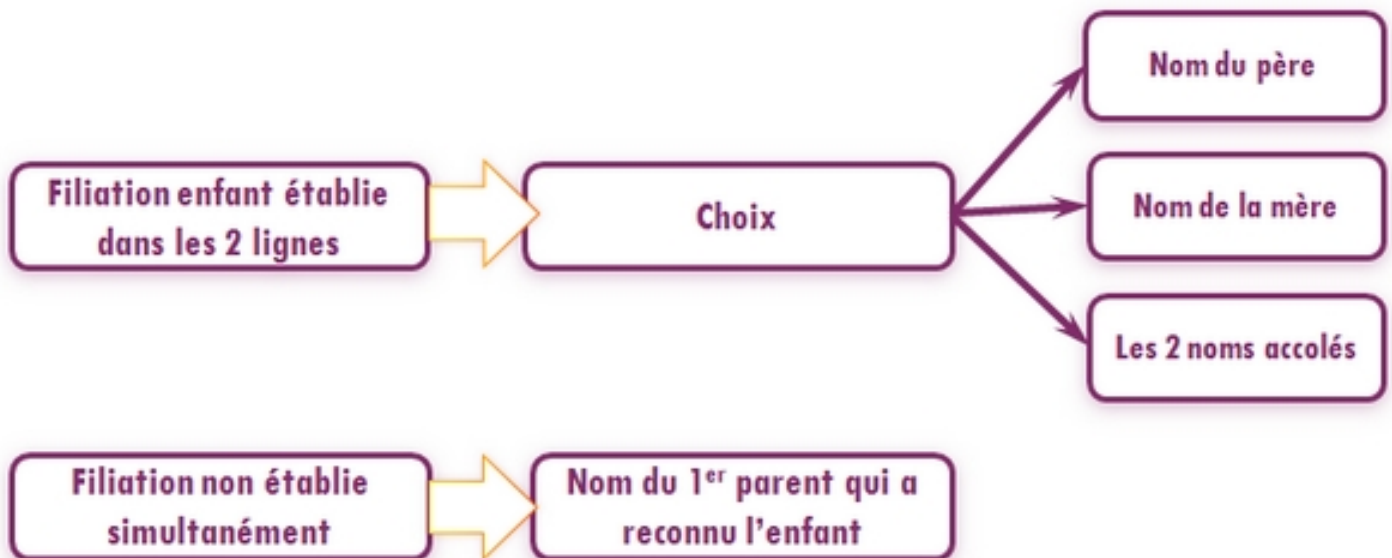 Filiation enfant établie
dans les 2 lignes
Choix
Nom du père
Nom de la mère
Les 2 noms accolés
Filiation non établie
simultanément
Nom du 1er parent qui a
reconnu l'enfant